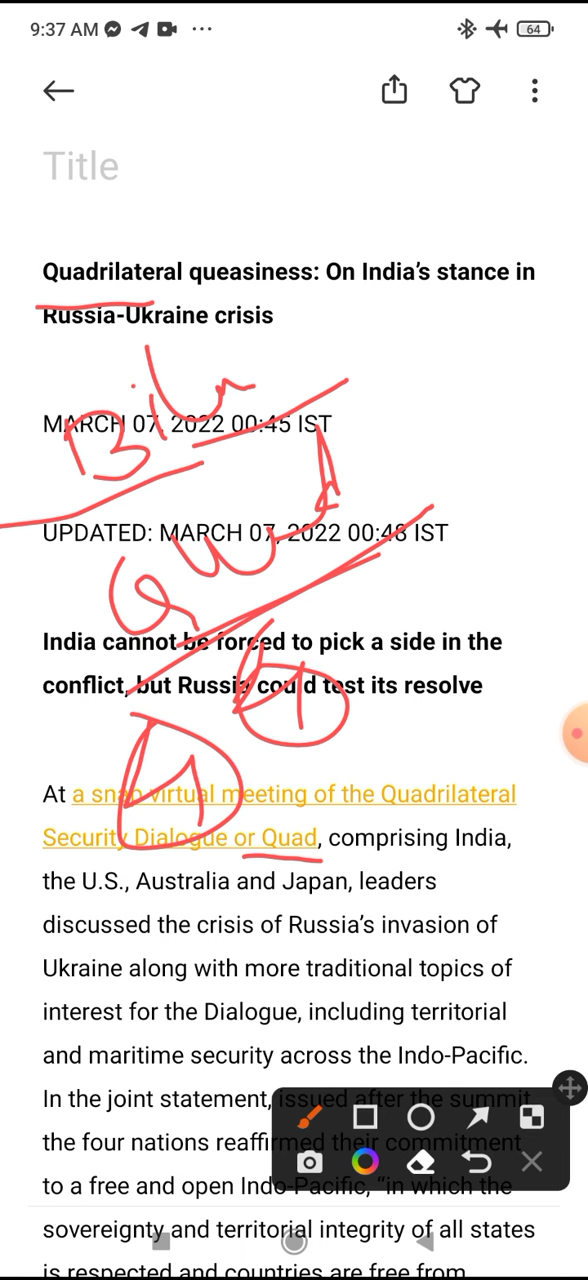 9:37 AM
64
Title
Quadrilateral queasiness: On India’s stance in
Russia-Ukraine crisis
Bila
MARCH 07, 2022 00:45 IST
UPDATED: MARCH 07, 2022 00:48 IST
Quad
India cannot be forced to pick a side in the
conflict, but Russia could test its resolve
At a snap virtual meeting of the Quadrilateral
Security Dialogue or Quad, comprising India,
the U.S., Australia and Japan, leaders
discussed the crisis of Russia’s invasion of
Ukraine along with more traditional topics of
interest for the Dialogue, including territorial
and maritime security across the Indo-Pacific.
In the joint statement, issued after the summit,
the four nations reaffirmed their commitment
to a free and open Indo-Pacific, “in which the
sovereignty and territorial integrity of all states
is respected and countries are free from